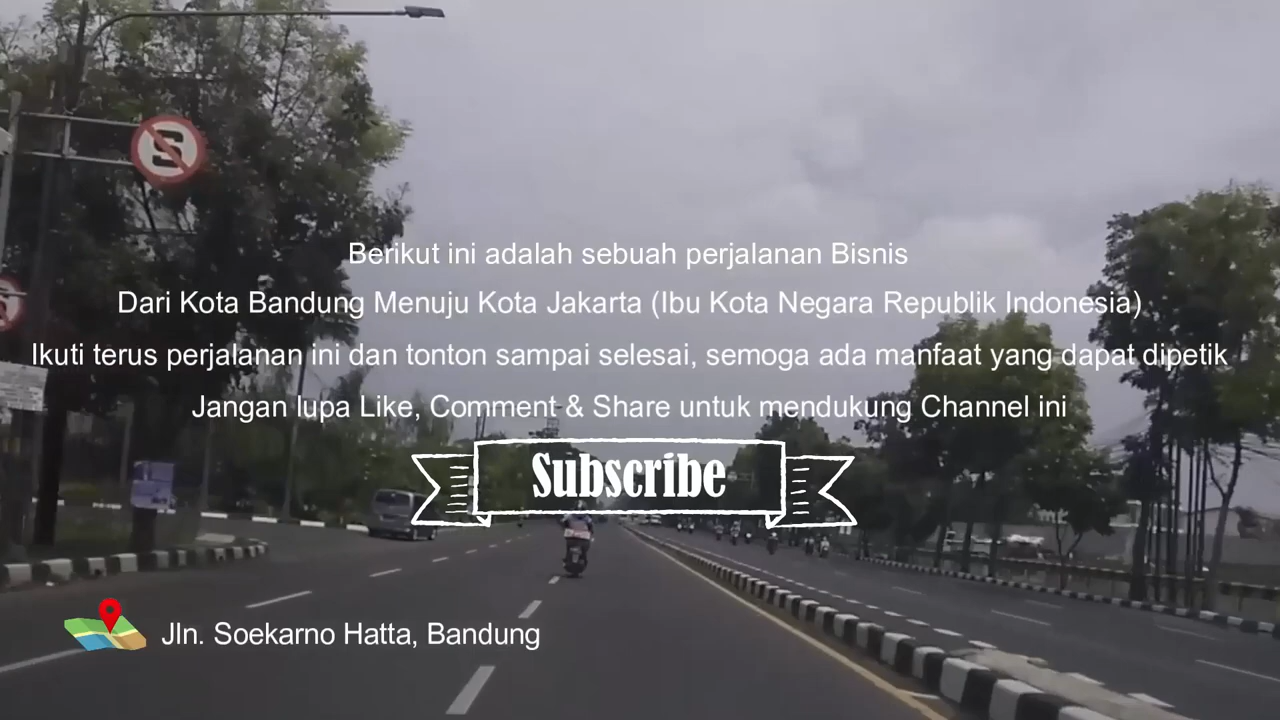 Berikut ini adalah sebuah perjalanan Bisnis
Dari Kota Bandung Menuju Kota Jakarta (Ibu Kota Negara Republik Indonesia)
Ikuti terus perjalanan ini dan tonton sampai selesai, semoga ada manfaat yang dapat dipetik
Jangan lupa Like, Comment & Share untuk mendukung Channel ini
Subscribe
Jln. Soekarno Hatta, Bandung